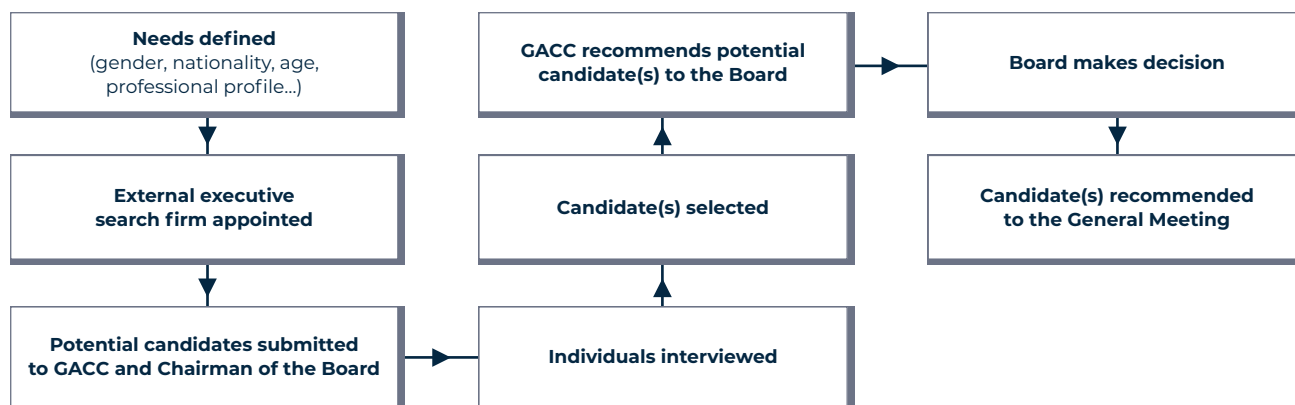 Needs defined
(gender, nationality, age,
professional profile...)
External executive
search firm appointed
Potential candidates submitted
to GACC and Chairman of the Board
Individuals interviewed
Candidate(s) selected
GACC recommends potential
candidate(s) to the Board
Board makes decision
Candidate(s) recommended
to the General Meeting